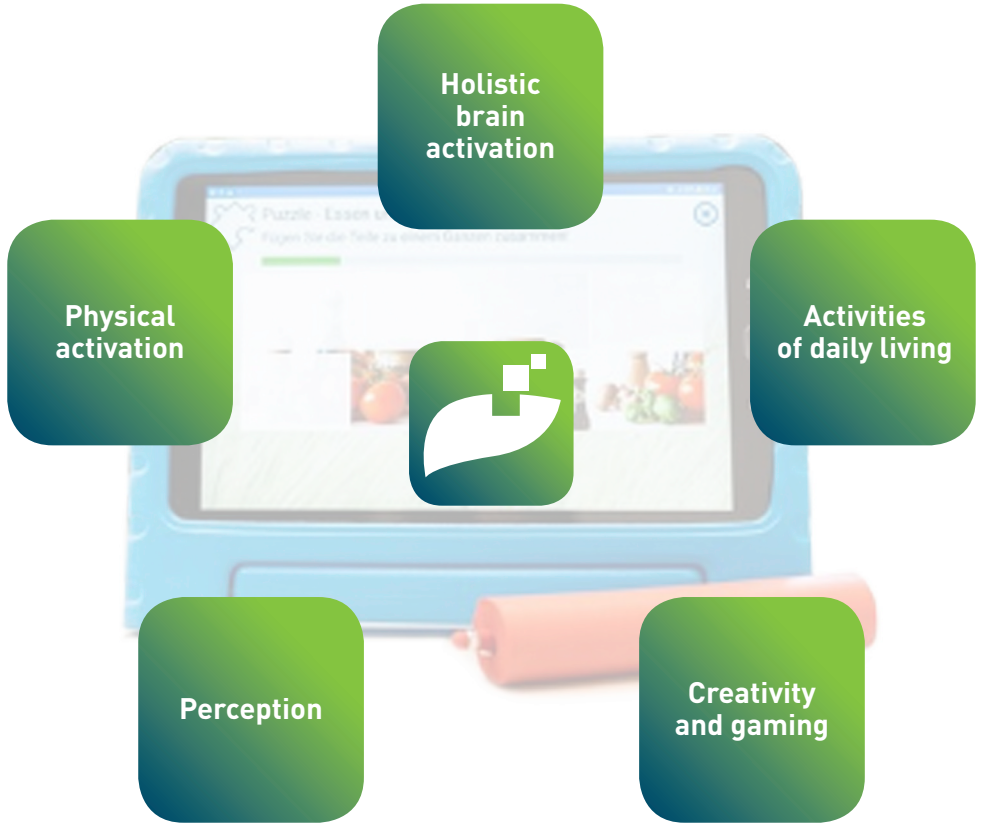 Holistic
brain
activation
Puzzle - Essen u
Fügen Sie die Teile zu einem Ganzen zusammen!
Physical
activation
Activities
of daily living
Perception
Creativity
and gaming